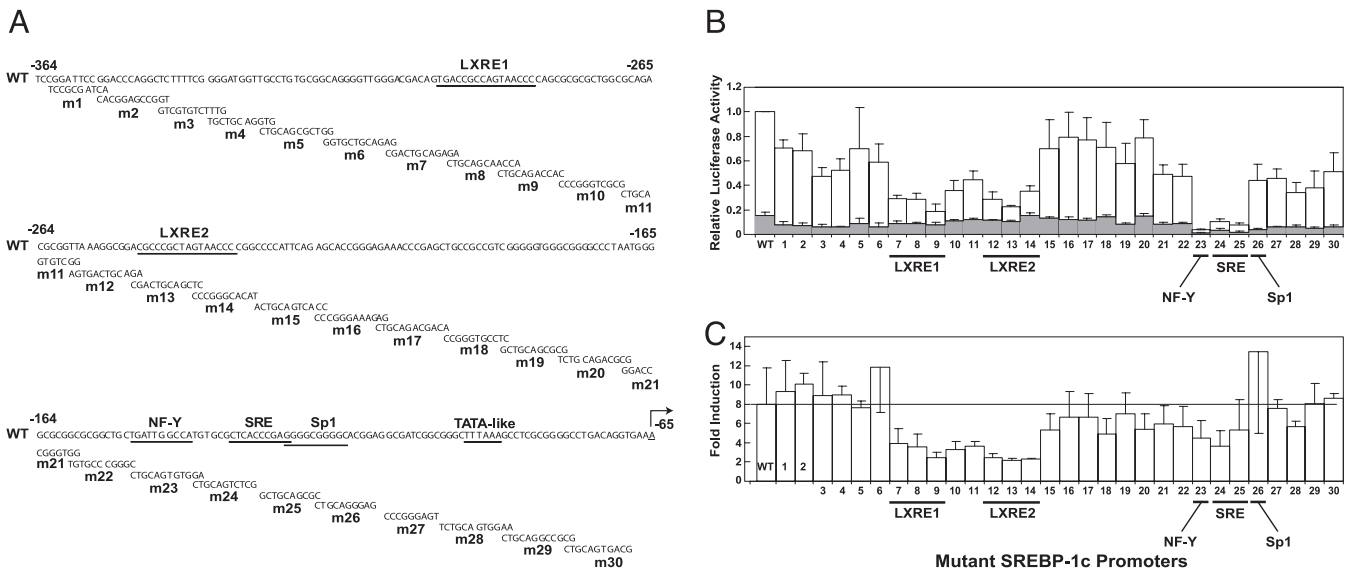 A
-364 LXRE1 -265
WT TCCGGATTCC GGACCCAGGCTCTTTTCG GGGATGGTTGCCTGTGCGGCAGGGGTTGGGACGACAGTGACCGCCAGTAACCC CAGCGCGCGCTGGCGCAGA
TCCGCG ATCA
m1
CACGGAGCCGGT
m2
GTCGTGTCTTTG
m3
TGCTGC AGGTG
m4
CTGCAGCGCTGG
m5
GGTGCTGCAGAG
m6
CGACTGCAGAGA
m7
CTGCAGCAACCA
m8
CTGCAGACCAC
m9
CCCGGGTCGCG
m10
CTGCA
m11
-264 LXRE2 -165
WT CGCGGTTA AAGGCGGACGCCCGCTAGTAACCC CGGCCCCATTCAG AGCACCGGGAGAAACCCGAGCTGCCGCCGTCGGGGGTGGGCGGGGCCCTAATGGG
GTGTCGG
m11
AGTGACTGCAGA
m12
CGACTGCAGCTC
m13
CCCGGGCACAT
m14
ACTGCAGTCACC
m15
CCCGGGAAAGAG
m16
CTGCAGACGACA
m17
CCGGGTGCCTC
m18
GCTGCAGCGCG
m19
TCTG CAGACGCG
m20
GGACC
m21
-164 NF-Y SRE Sp1 TATA-like -65
WT GCGCGGCGCGGCTGCTGATTGGCCATGTGCGCTCACCCGAGGGGCGGGGCACGGAGGCGATCGGCGGGCTTTAAAGCCTCGCGGGGCCTGACAGGTGAAA
CGGGTGG
m21
TGTGCC CGGGC
m22
CTGCAGTGTGGA
m23
CTGCAGTCTCG
m24
GCTGCAGCGC
m25
CTGCAGGGAG
m26
CCCGGGAGT
m27
TCTGCA GTGGAA
m28
CTGCAGGCCGCG
m29
CTGCAGTGACG
m30
B
Relative Luciferase Activity
1.2
1.0
0.8
0.6
0.4
0.2
0
WT 1 2 3 4 5 6 7 8 9 10 11 12 13 14 15 16 17 18 19 20 21 22 23 24 25 26 27 28 29 30
LXRE1 LXRE2 SRE
NF-Y Sp1
C
Fold Induction
14
12
10
8
6
4
2
0
WT 1 2
3 4 5 6 7 8 9 10 11 12 13 14 15 16 17 18 19 20 21 22 23 24 25 26 27 28 29 30
LXRE1 LXRE2 SRE
NF-Y Sp1
Mutant SREBP-1c Promoters